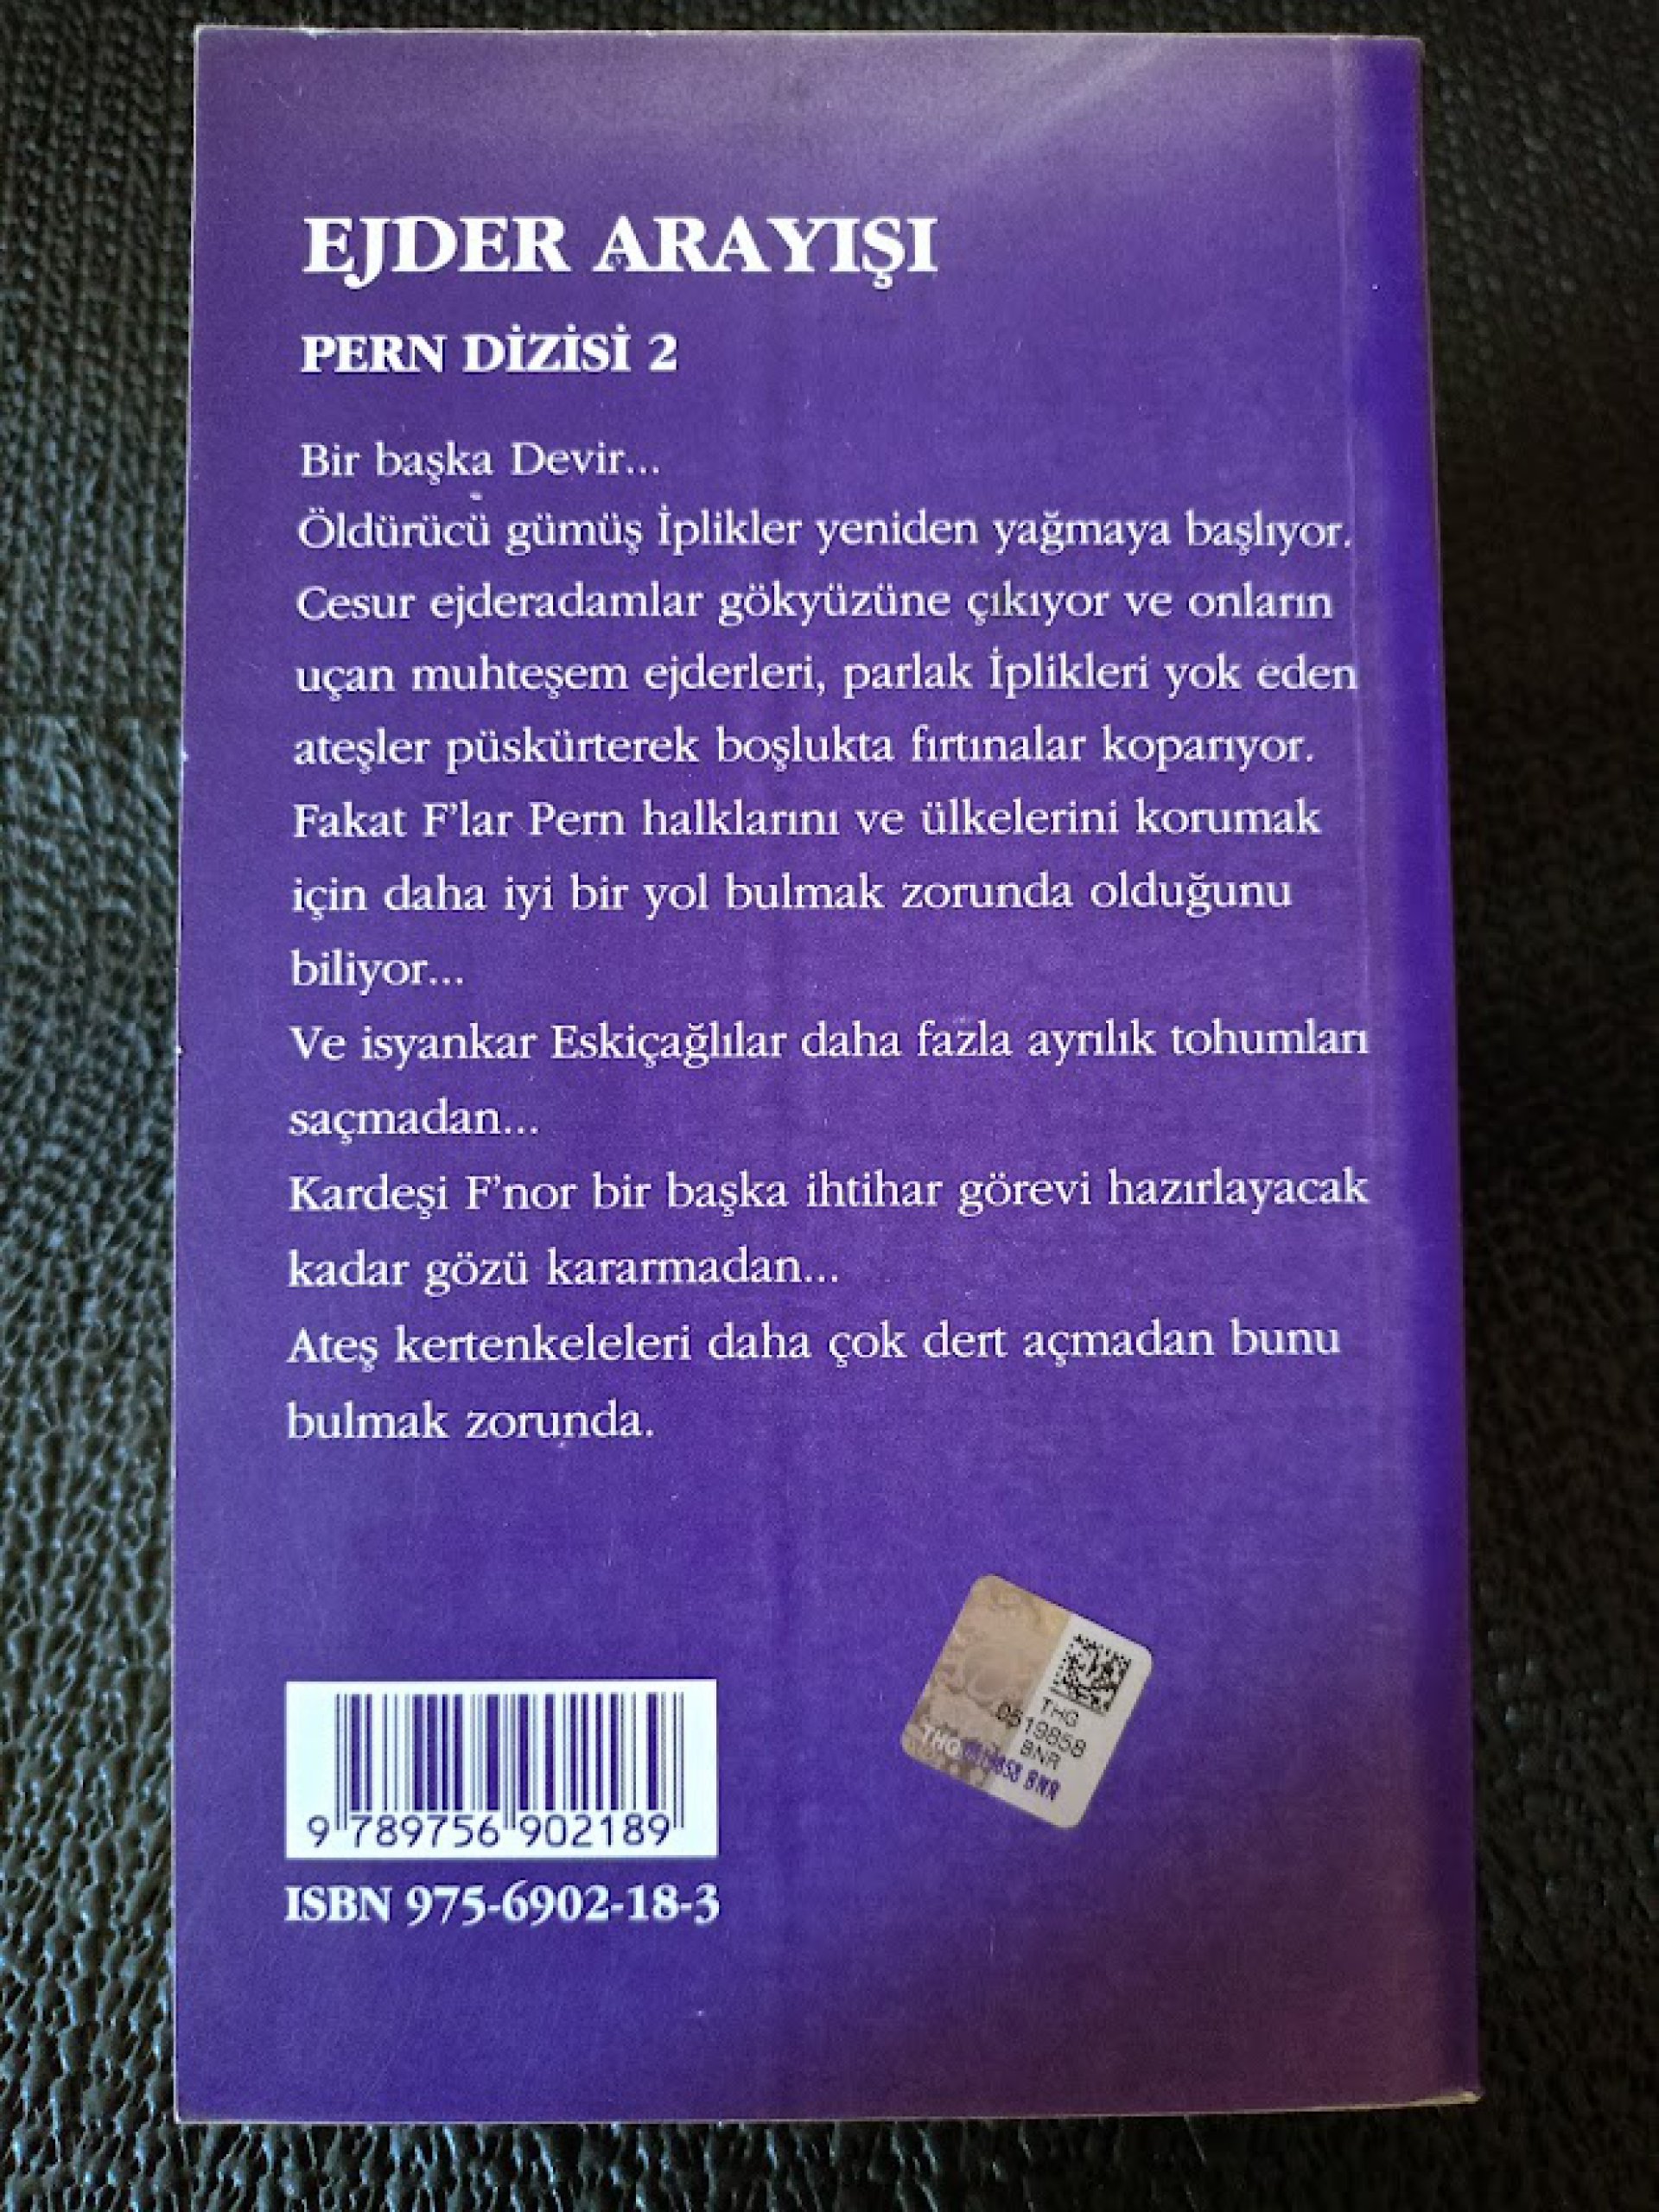 EJDER ARAYIŞI
PERN DİZİSİ 2
Bir başka Devir...
Öldürücü gümüş İplikler yeniden yağmaya başlıyor.
Cesur ejderadamlar gökyüzüne çıkıyor ve onların
uçan muhteşem ejderleri, parlak İplikleri yok eden
ateşler püskürterek boşlukta fırtınalar koparıyor.
Fakat F'lar Pern halklarını ve ülkelerini korumak
için daha iyi bir yol bulmak zorunda olduğunu
biliyor...
Ve isyankar Eskiçağlılar daha fazla ayrılık tohumları
saçmadan...
Kardeşi F'nor bir başka ihtihar görevi hazırlayacak
kadar gözü kararmadan...
Ateş kertenkeleleri daha çok dert açmadan bunu
bulmak zorunda.
9 789756 902189
ISBN 975-6902-18-3
THG
0519858
BNR
THG 0519858 BNR